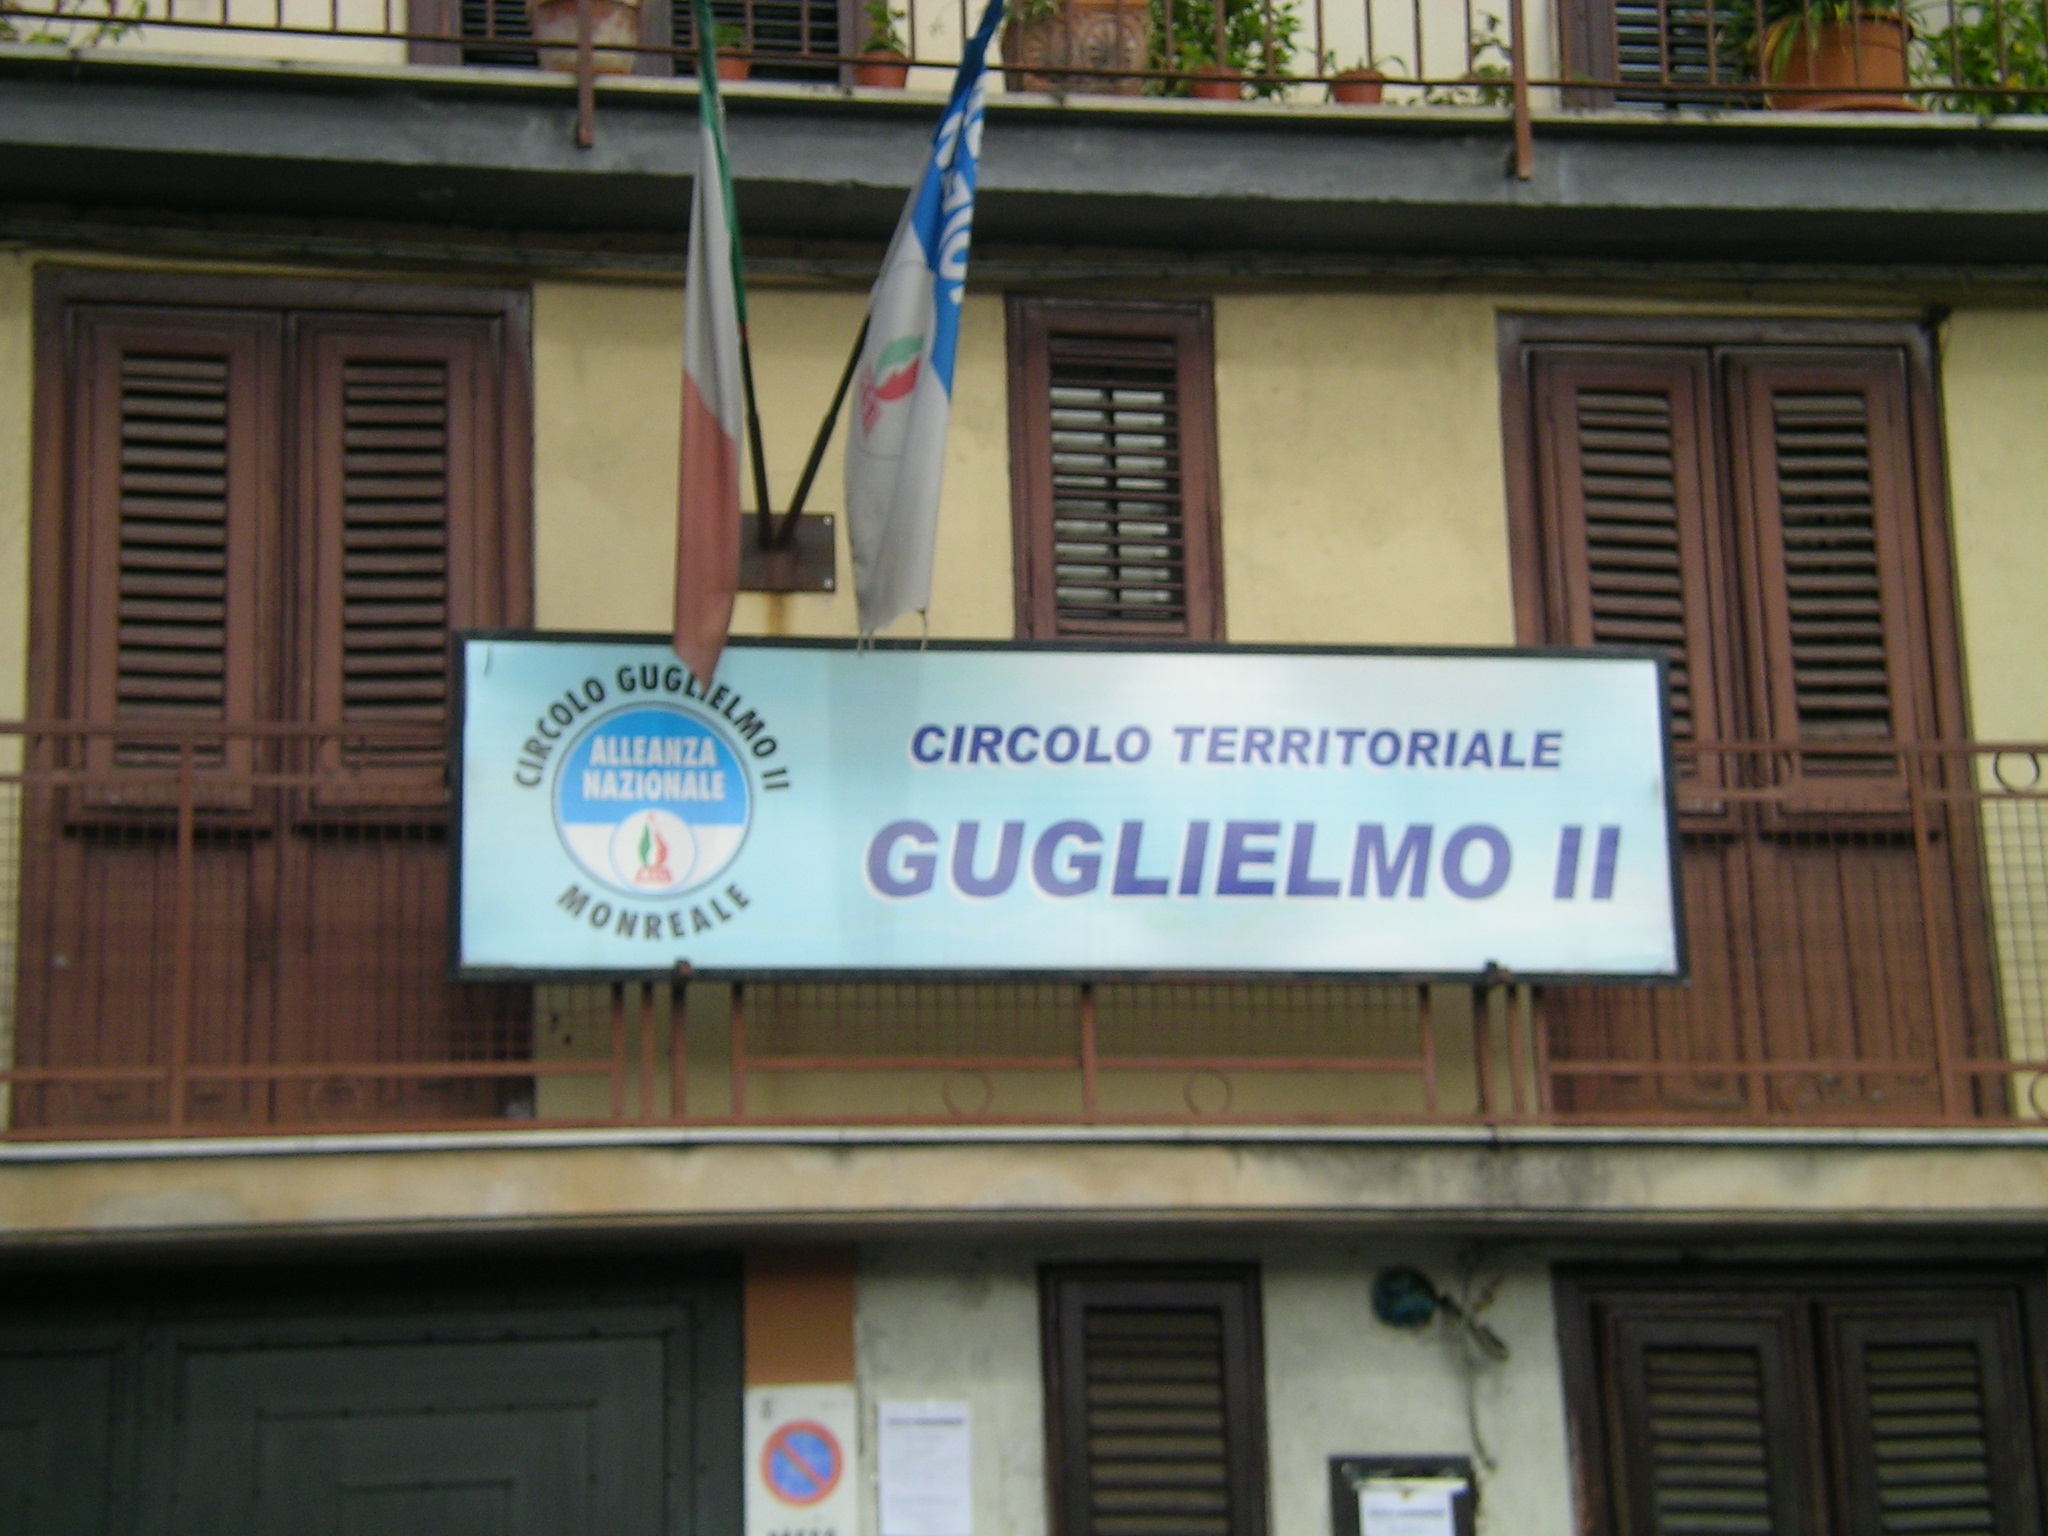 CIRCOLO GUGLIELMO II
ALLEANZA
NAZIONALE
MONREALE
CIRCOLO TERRITORIALE
GUGLIELMO II